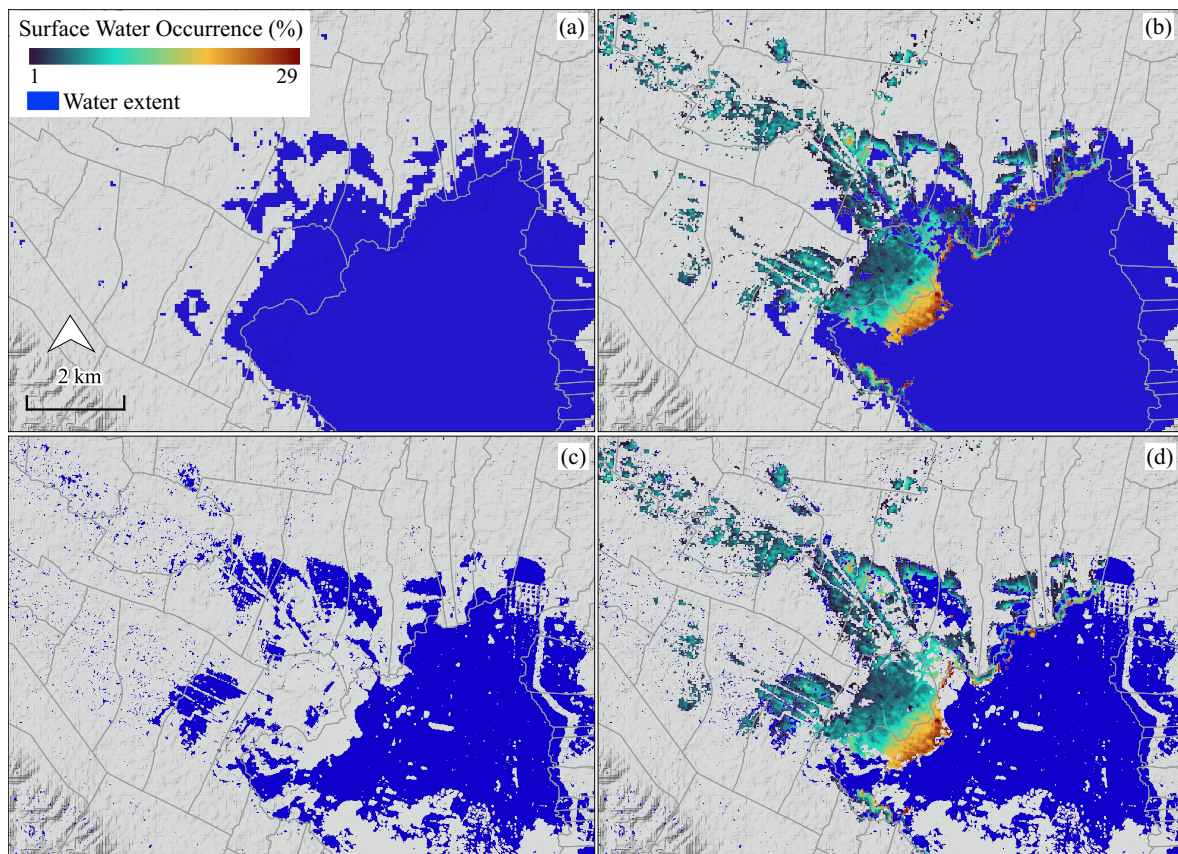 Surface Water Occurrence (%)
1 29
Water extent
(a)
(b)
2 km
(c)
(d)